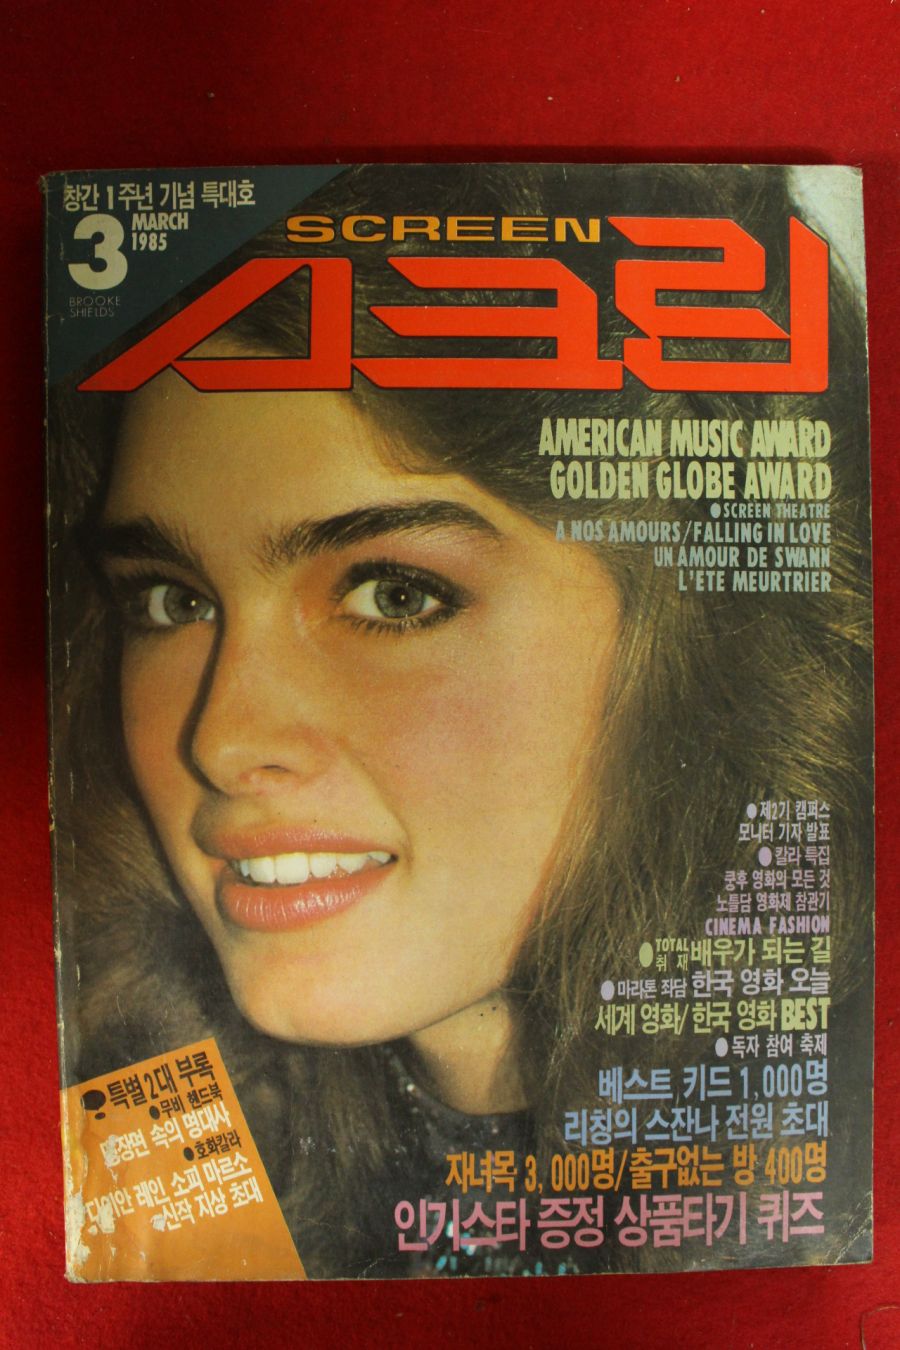 창간 1주년 기념 특대호
3
MARCH
1985
BROOKE
SHIELDS
SCREEN
스크린
AMERICAN MUSIC AWARD
GOLDEN GLOBE AWARD
●SCREEN THEATRE
A NOS AMOURS/FALLING IN LOVE
UN AMOUR DE SWANN
L'ETE MEURTRIER
●제2기 캠퍼스
모니터 기자 발표
●칼라 특집
쿵후 영화의 모든 것
노틀담 영화제 참관기
CINEMA FASHION
●TOTAL 취재 배우가 되는 길
●마라톤 좌담 한국 영화 오늘
세계 영화/한국 영화 BEST
●독자 참여 축제
베스트 키드 1,000명
리칭의 스잔나 전원 초대
자녀목 3,000명/출구없는 방 400명
인기스타 증정 상품타기 퀴즈
●특별 2대 부록
●무비 핸드북
명장면 속의 명대사
●호화칼라
다이안 레인, 소피 마르소
신작 지상 초대